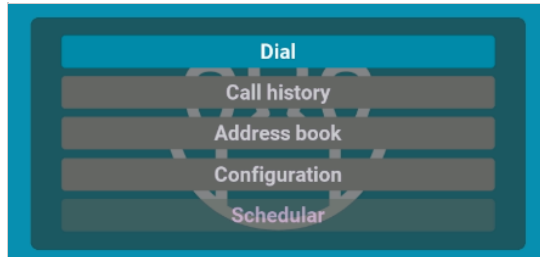 Dial
Call history
Address book
Configuration
Schedular